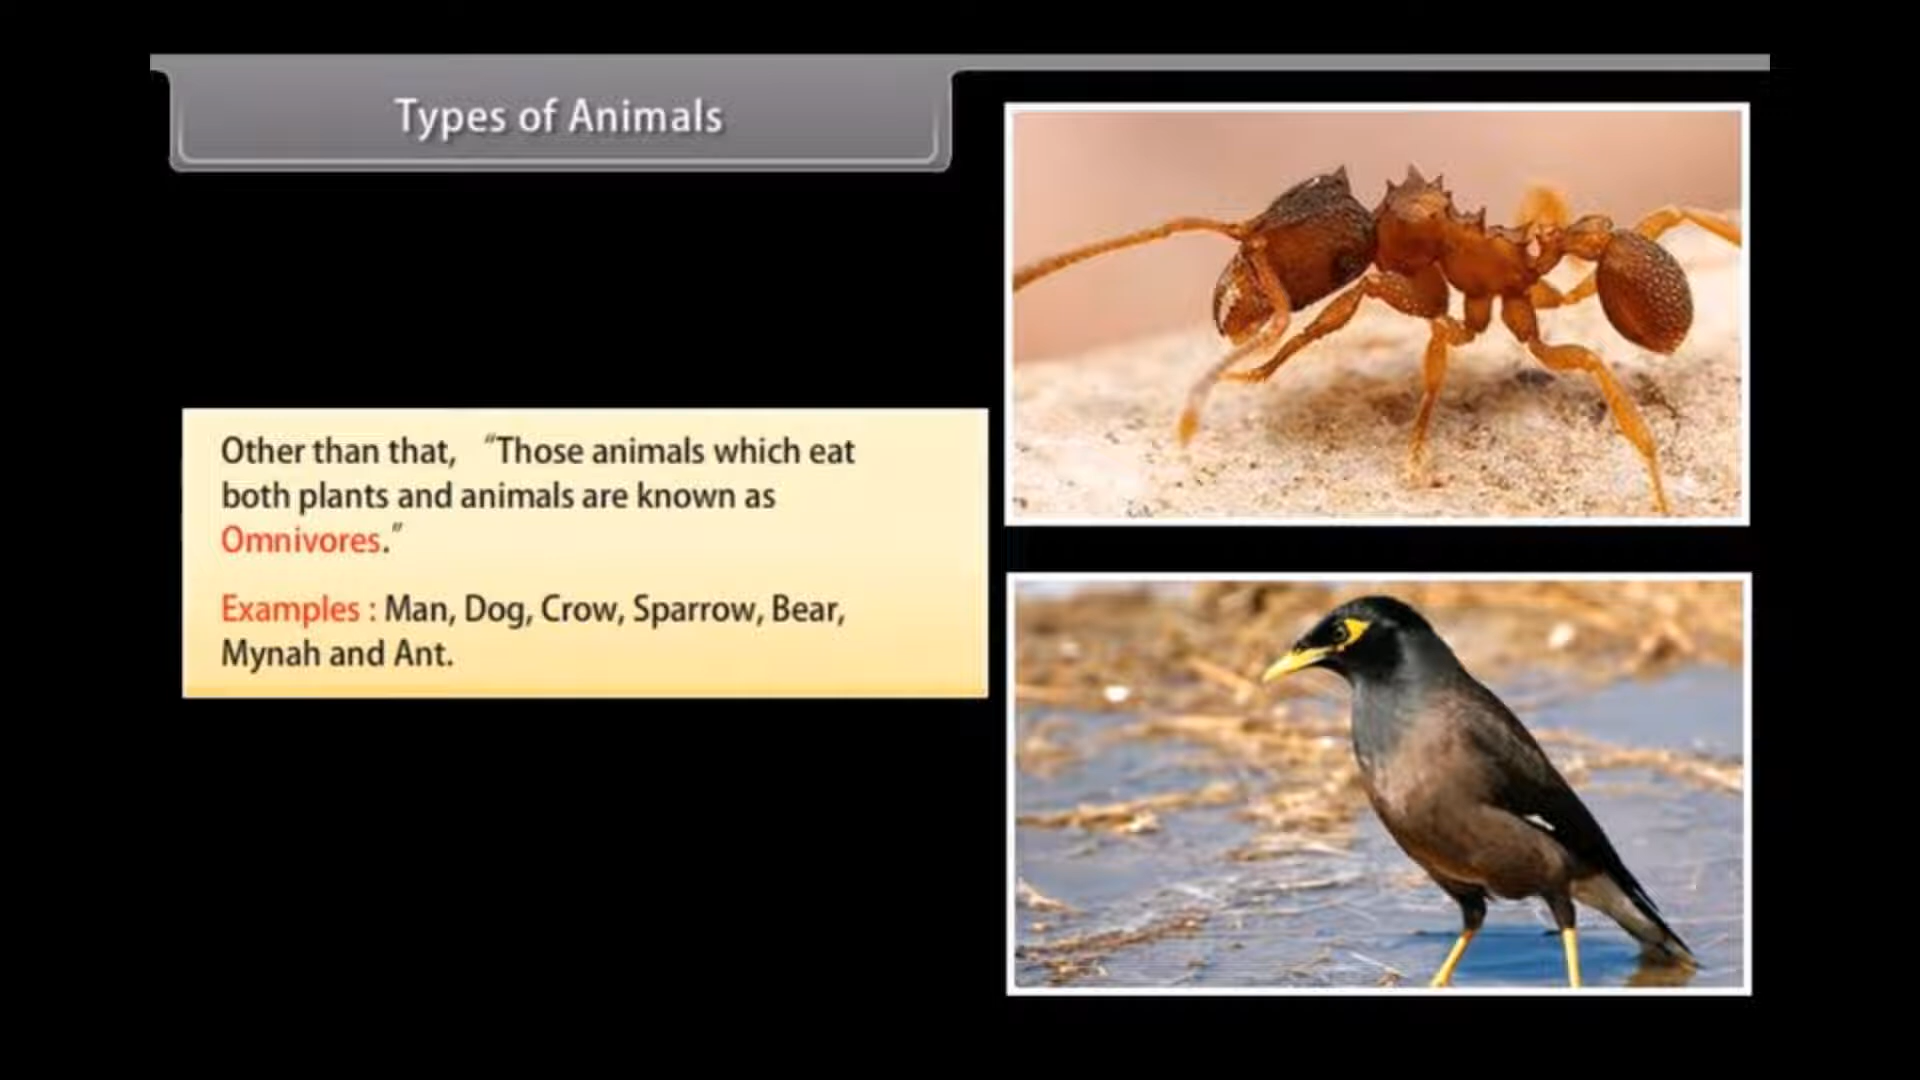 Types of Animals
Other than that, “Those animals which eat
both plants and animals are known as
Omnivores.”
Examples : Man, Dog, Crow, Sparrow, Bear,
Mynah and Ant.